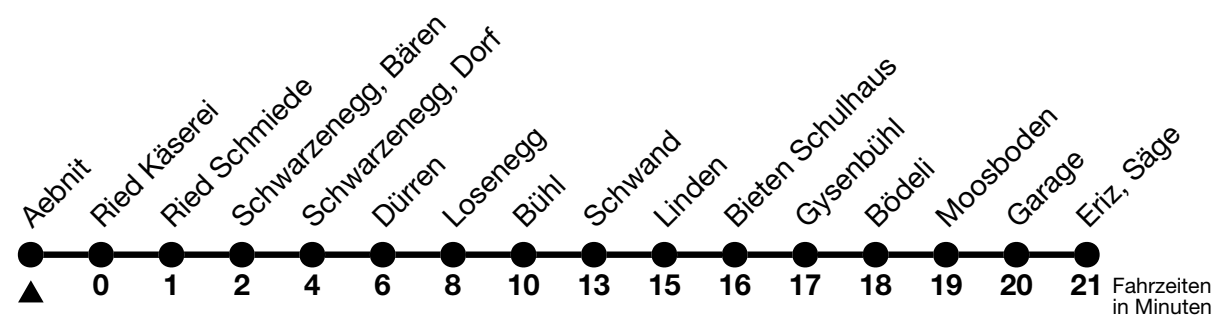 Aebnit
Ried Käserei
Ried Schmiede
Schwarzenegg, Bären
Schwarzenegg, Dorf
Dürren
Losenegg
Bühl
Schwand
Linden
Bieten Schulhaus
Gysenbühl
Bödeli
Moosboden
Garage
Eriz, Säge
0 1 2 4 6 8 10 13 15 16 17 18 19 20 21 Fahrzeiten
in Minuten